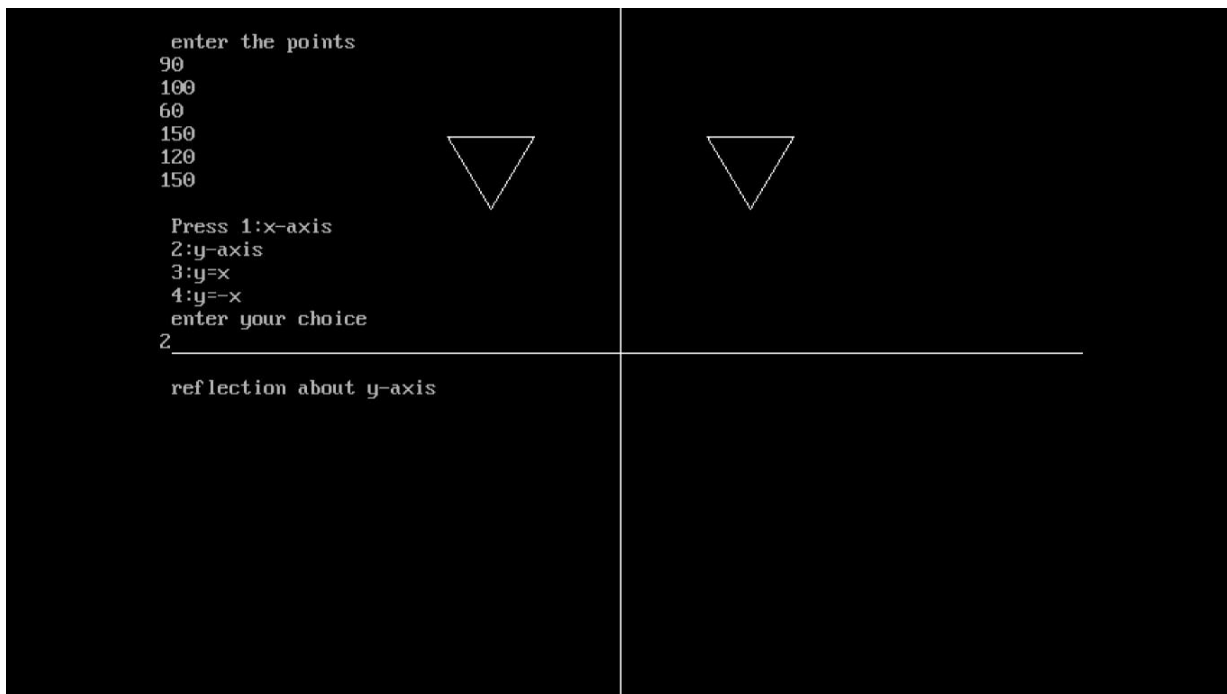 enter the points
90
100
60
150
120
150
Press 1:x-axis
2:y-axis
3:y=x
4:y=-x
enter your choice
2
reflection about y-axis